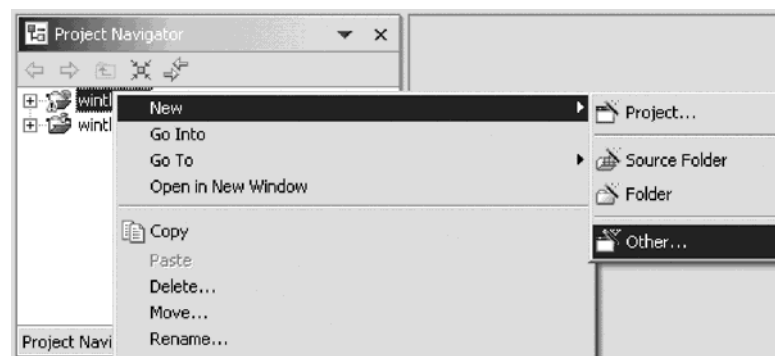 Project Navigator
wintl
wintl
New
Go Into
Go To
Open in New Window
Copy
Paste
Delete...
Move...
Rename...
Project...
Source Folder
Folder
Other...
Project Navi